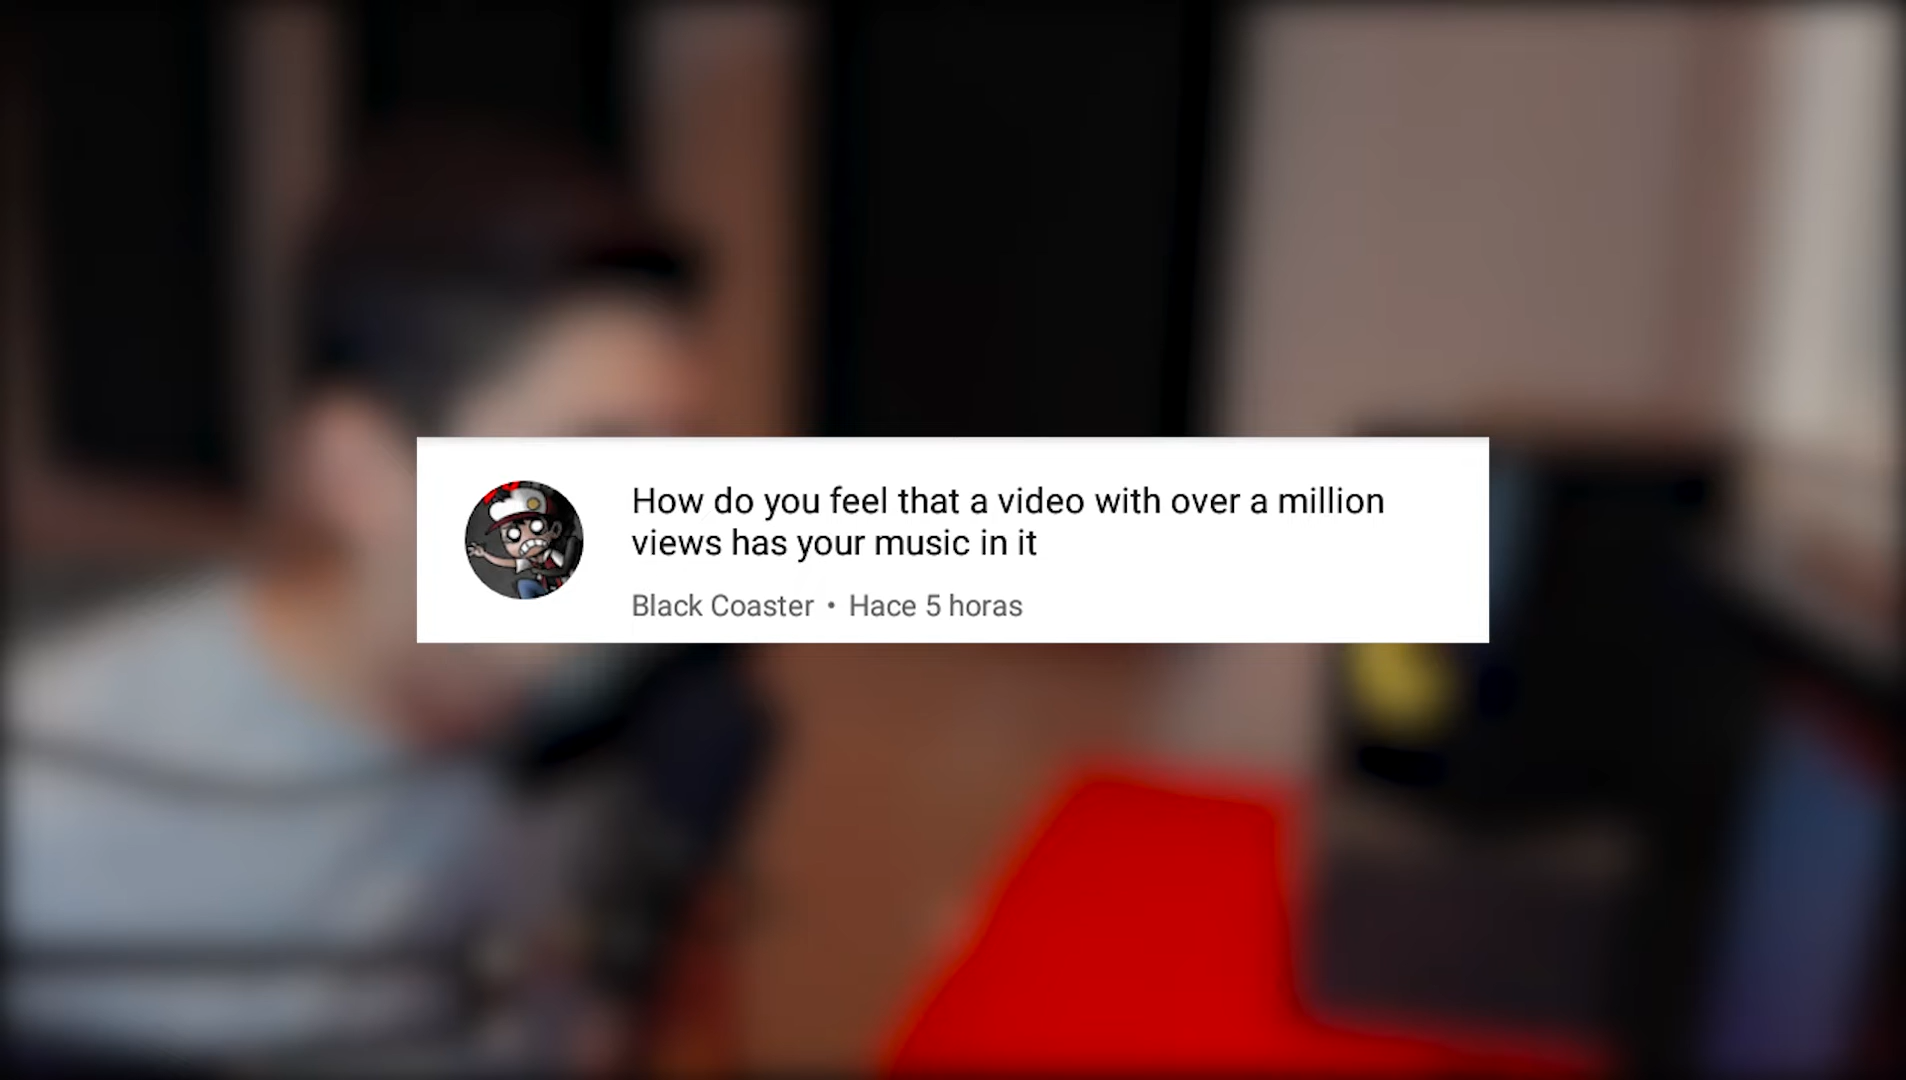 How do you feel that a video with over a million
views has your music in it
Black Coaster • Hace 5 horas